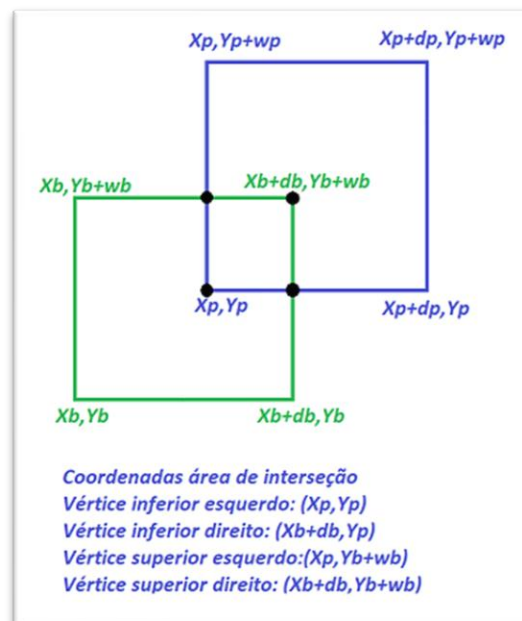 Xp,Yp+wp
Xp+dp,Yp+wp
Xb,Yb+wb
Xb+db,Yb+wb
Xp,Yp
Xp+dp,Yp
Xb,Yb
Xb+db,Yb
Coordenadas área de interseção
Vértice inferior esquerdo: (Xp,Yp)
Vértice inferior direito: (Xb+db,Yp)
Vértice superior esquerdo:(Xp,Yb+wb)
Vértice superior direito: (Xb+db,Yb+wb)